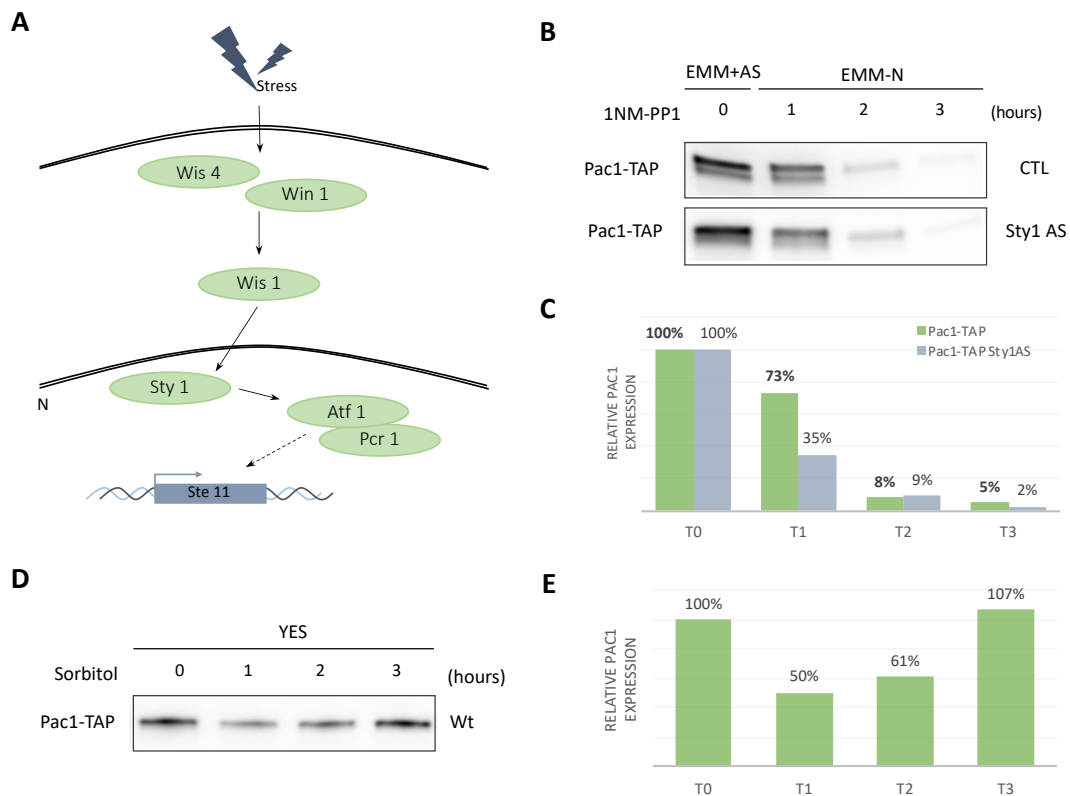 A
Stress
Wis 4
Win 1
Wis 1
N
Sty 1
Atf 1
Pcr 1
Ste 11
B
EMM+AS EMM-N
1NM-PP1 0 1 2 3 (hours)
Pac1-TAP CTL
Pac1-TAP Sty1 AS
C
RELATIVE PAC1
EXPRESSION
Pac1-TAP
Pac1-TAP Sty1AS
100% 100%
73%
35%
8% 9%
5% 2%
T0 T1 T2 T3
D
YES
Sorbitol 0 1 2 3 (hours)
Pac1-TAP Wt
E
RELATIVE PAC1
EXPRESSION
100% 50% 61% 107%
T0 T1 T2 T3